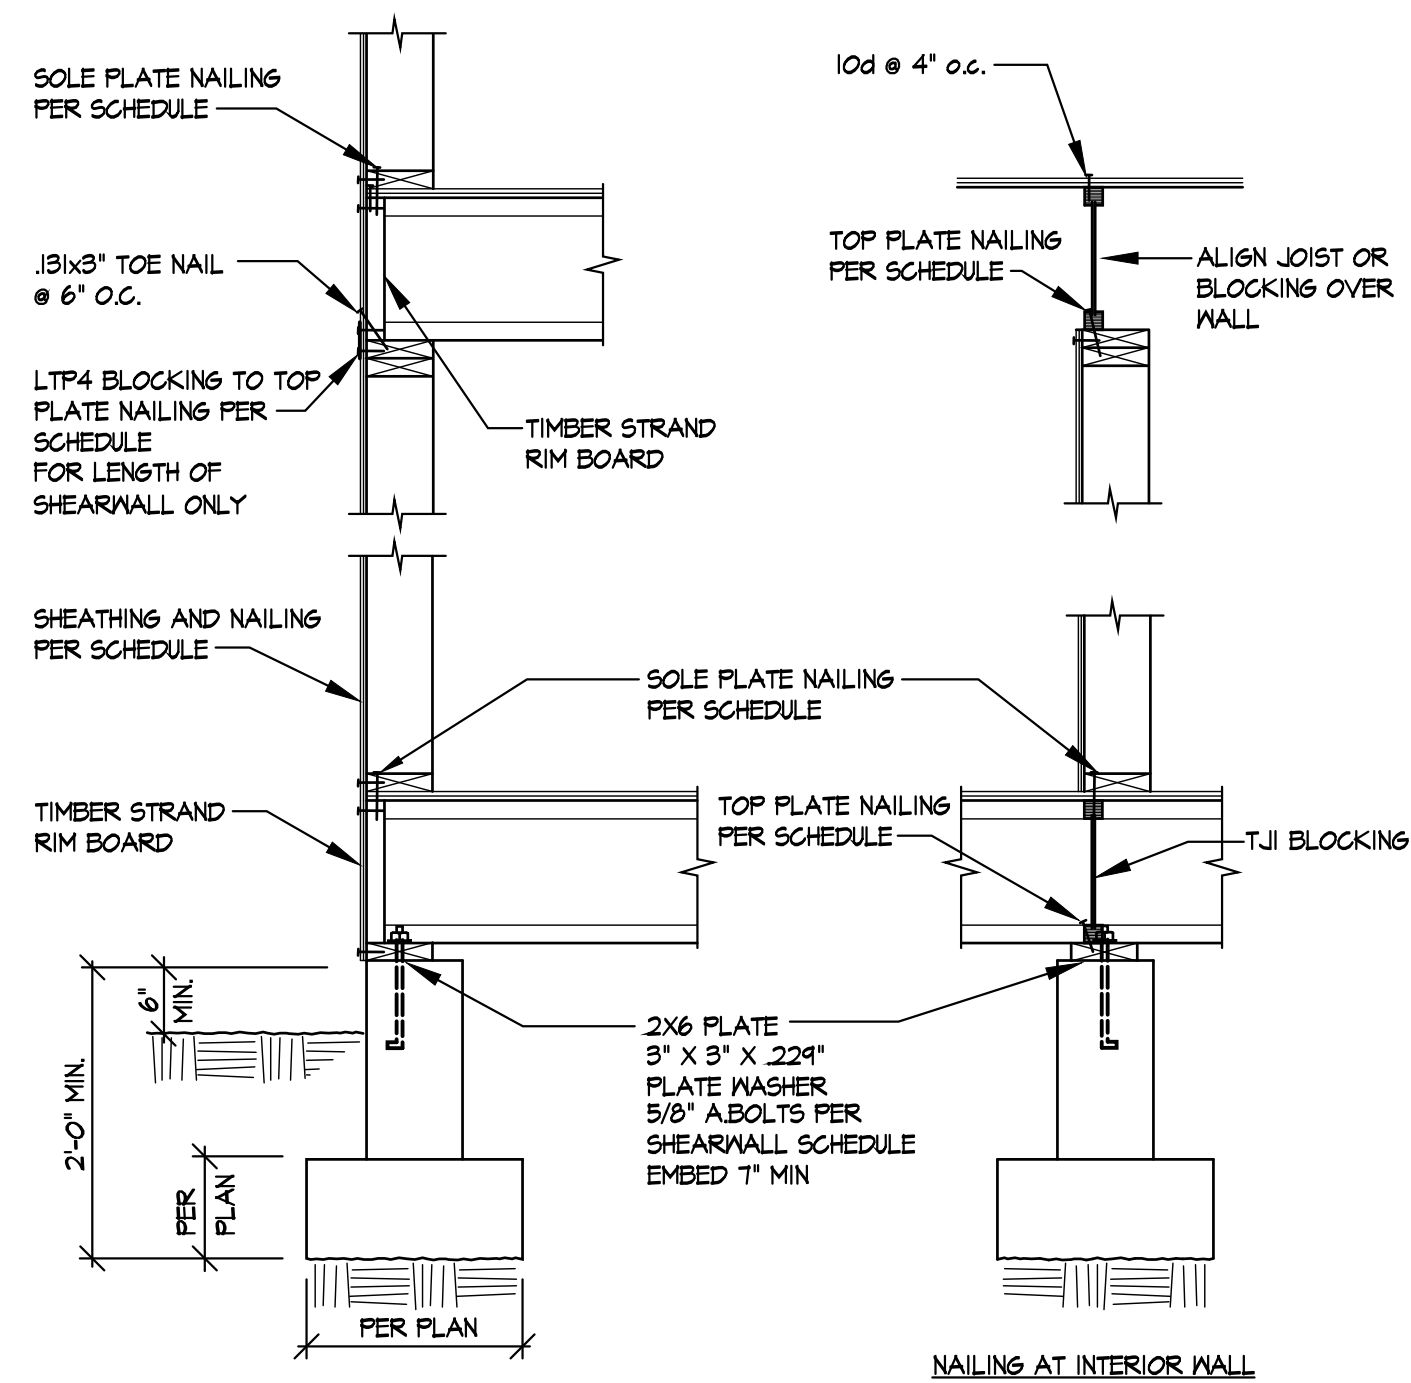 SOLE PLATE NAILING
PER SCHEDULE
10d @ 4" o.c.
.131x3" TOE NAIL
@ 6" O.C.
TOP PLATE NAILING
PER SCHEDULE
ALIGN JOIST OR
BLOCKING OVER
WALL
LTP4 BLOCKING TO TOP
PLATE NAILING PER
SCHEDULE
FOR LENGTH OF
SHEARWALL ONLY
TIMBER STRAND
RIM BOARD
SHEATHING AND NAILING
PER SCHEDULE
SOLE PLATE NAILING
PER SCHEDULE
TIMBER STRAND
RIM BOARD
TOP PLATE NAILING
PER SCHEDULE
TJI BLOCKING
6"
MIN.
2'-0" MIN.
2X6 PLATE
3" X 3" X .229"
PLATE WASHER
5/8" A.BOLTS PER
SHEARWALL SCHEDULE
EMBED 7" MIN
PER
PLAN
PER PLAN
NAILING AT INTERIOR WALL